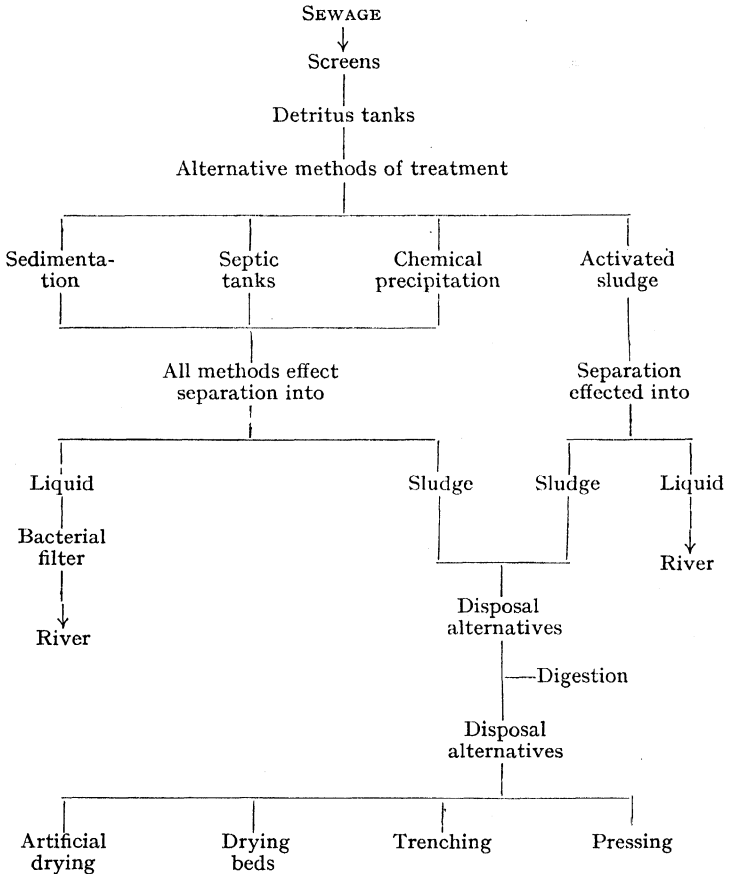 SEWAGE
Screens
Detritus tanks
Alternative methods of treatment
Sedimenta-
tion
Septic
tanks
Chemical
precipitation
Activated
sludge
All methods effect
separation into
Separation
effected into
Liquid
Sludge
Sludge
Liquid
Bacterial
filter
River
River
Disposal
alternatives
Digestion
Disposal
alternatives
Artificial
drying
Drying
beds
Trenching
Pressing